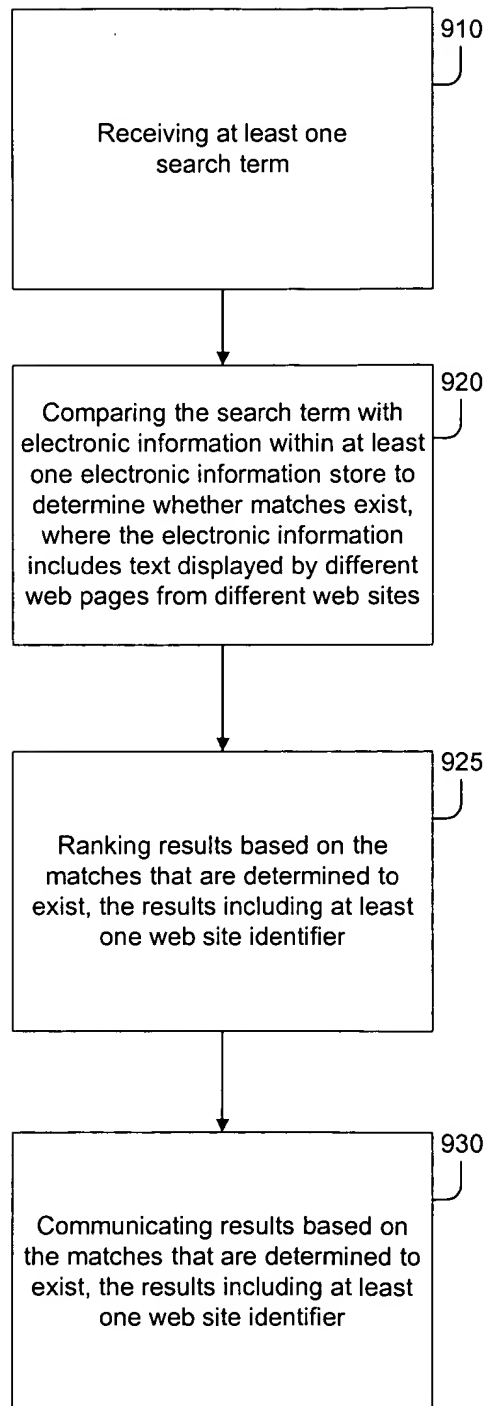 910
Receiving at least one
search term
920
Comparing the search term with
electronic information within at least
one electronic information store to
determine whether matches exist,
where the electronic information
includes text displayed by different
web pages from different web sites
925
Ranking results based on the
matches that are determined to
exist, the results including at least
one web site identifier
930
Communicating results based on
the matches that are determined to
exist, the results including at least
one web site identifier